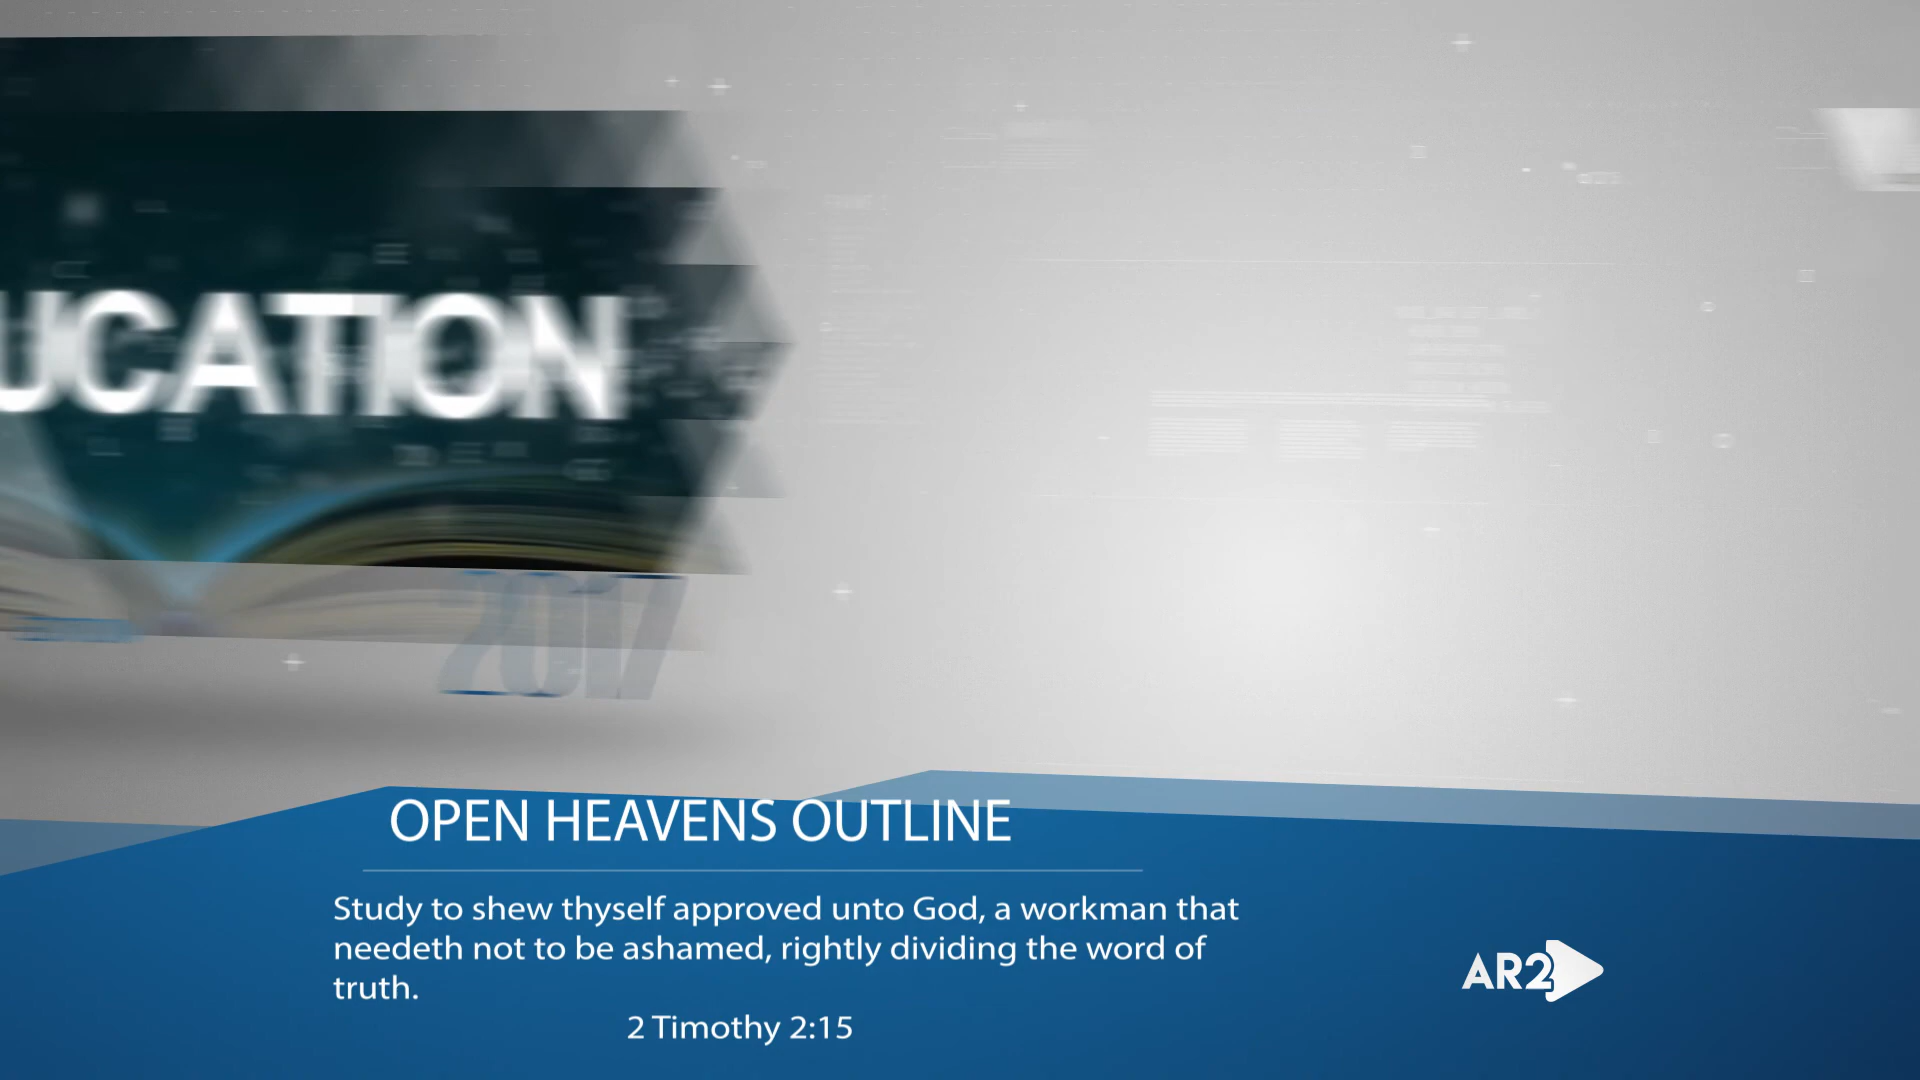 UCATION
2017
OPEN HEAVENS OUTLINE
Study to shew thyself approved unto God, a workman that
needeth not to be ashamed, rightly dividing the word of
truth.
2 Timothy 2:15
AR2